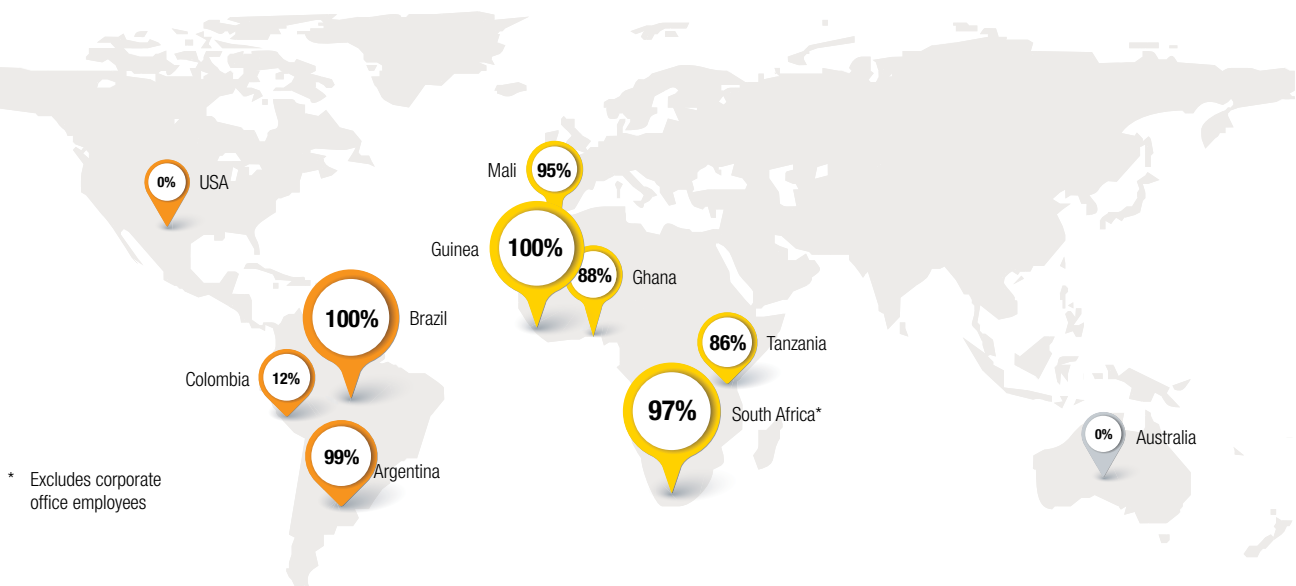 0% USA
Mali 95%
Guinea 100%
88% Ghana
100% Brazil
86% Tanzania
Colombia 12%
97% South Africa*
0% Australia
99% Argentina
* Excludes corporate
office employees